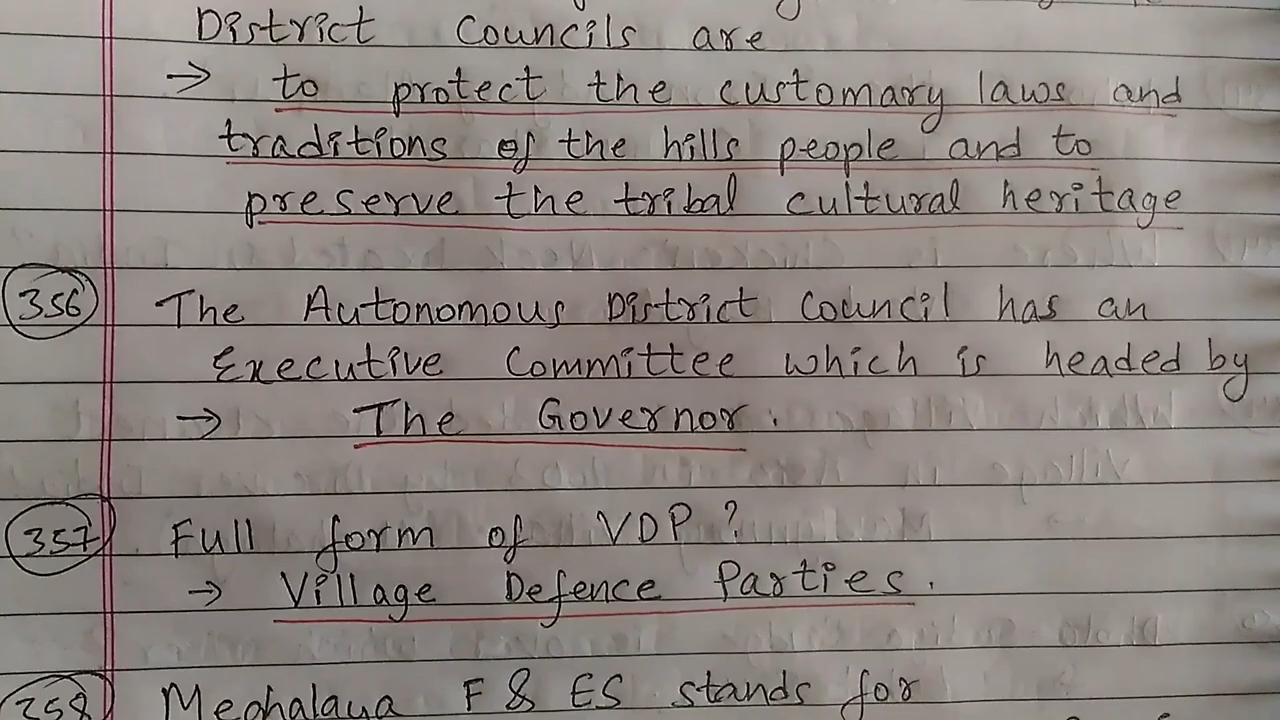 District Councils are
→ to protect the customary laws and
traditions of the hills people and to
preserve the tribal cultural heritage
356 The Autonomous District Council has an
Executive Committee which is headed by
→ The Governor.
357 Full form of VDP?
→ Village Defence Parties.
358 Meghalaya F & ES stands for